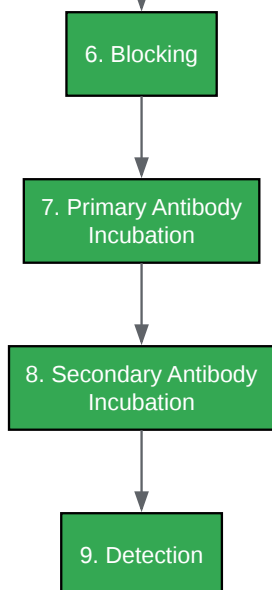 6. Blocking
7. Primary Antibody
Incubation
8. Secondary Antibody
Incubation
9. Detection